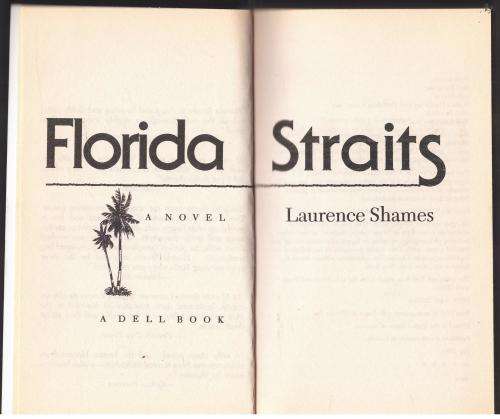 Florida Straits
A NOVEL
Laurence Shames
A DELL BOOK